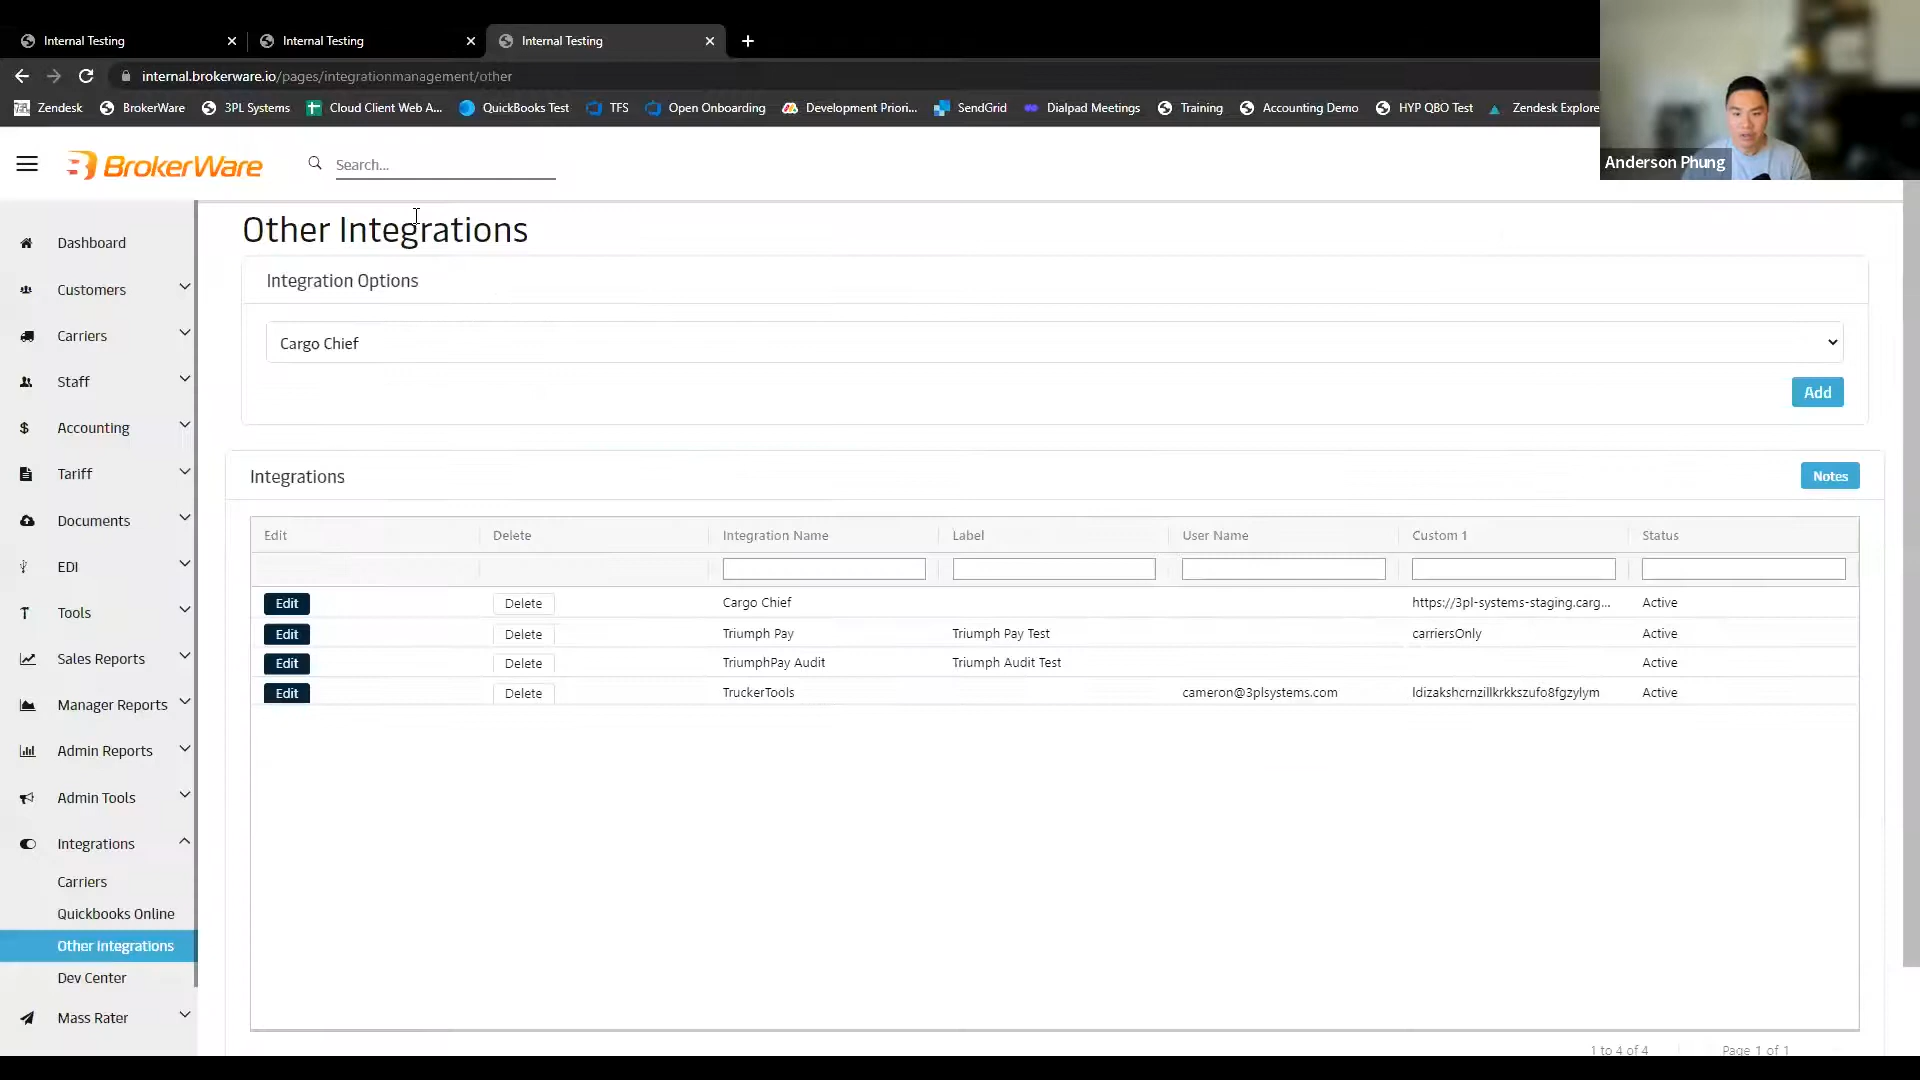 Internal Testing
Internal Testing
Internal Testing
internal.brokerware.io/pages/integrationmanagement/other
Zendesk BrokerWare 3PL Systems Cloud Client Web A... QuickBooks Test TFS Open Onboarding Development Priori... SendGrid Dialpad Meetings Training Accounting Demo HYP QBO Test Zendesk Explore
Anderson Phung
BrokerWare
Search...
Dashboard
Customers
Carriers
Staff
Accounting
Tariff
Documents
EDI
Tools
Sales Reports
Manager Reports
Admin Reports
Admin Tools
Integrations
Carriers
Quickbooks Online
Other Integrations
Dev Center
Mass Rater
Other Integrations
Integration Options
Cargo Chief
Add
Integrations
Notes
Edit Delete Integration Name Label User Name Custom 1 Status
Edit Delete Cargo Chief https://3pl-systems-staging.carg... Active
Edit Delete Triumph Pay Triumph Pay Test carriersOnly Active
Edit Delete TriumphPay Audit Triumph Audit Test Active
Edit Delete TruckerTools cameron@3plsystems.com ldizakshcrnzillkrkkszufo8fgzylym Active
1 to 4 of 4 Page 1 of 1